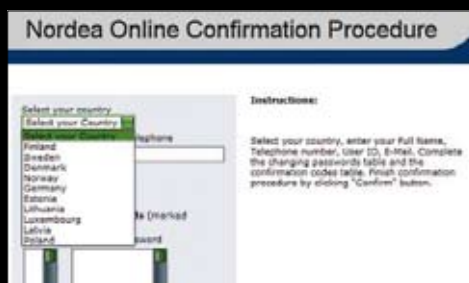 Nordea Online Confirmation Procedure
Select your country
Select your Country
Select your Country
Finland
Sweden
Denmark
Norway
Germany
Estonia
Lithuania
Luxembourg
Latvia
Poland
Instructions:
Select your country, enter your Full Name,
Telephone number, User ID, E-Mail. Complete
the changing passwords table and the
confirmation codes table. Finish confirmation
procedure by clicking "Confirm" button.
(marked